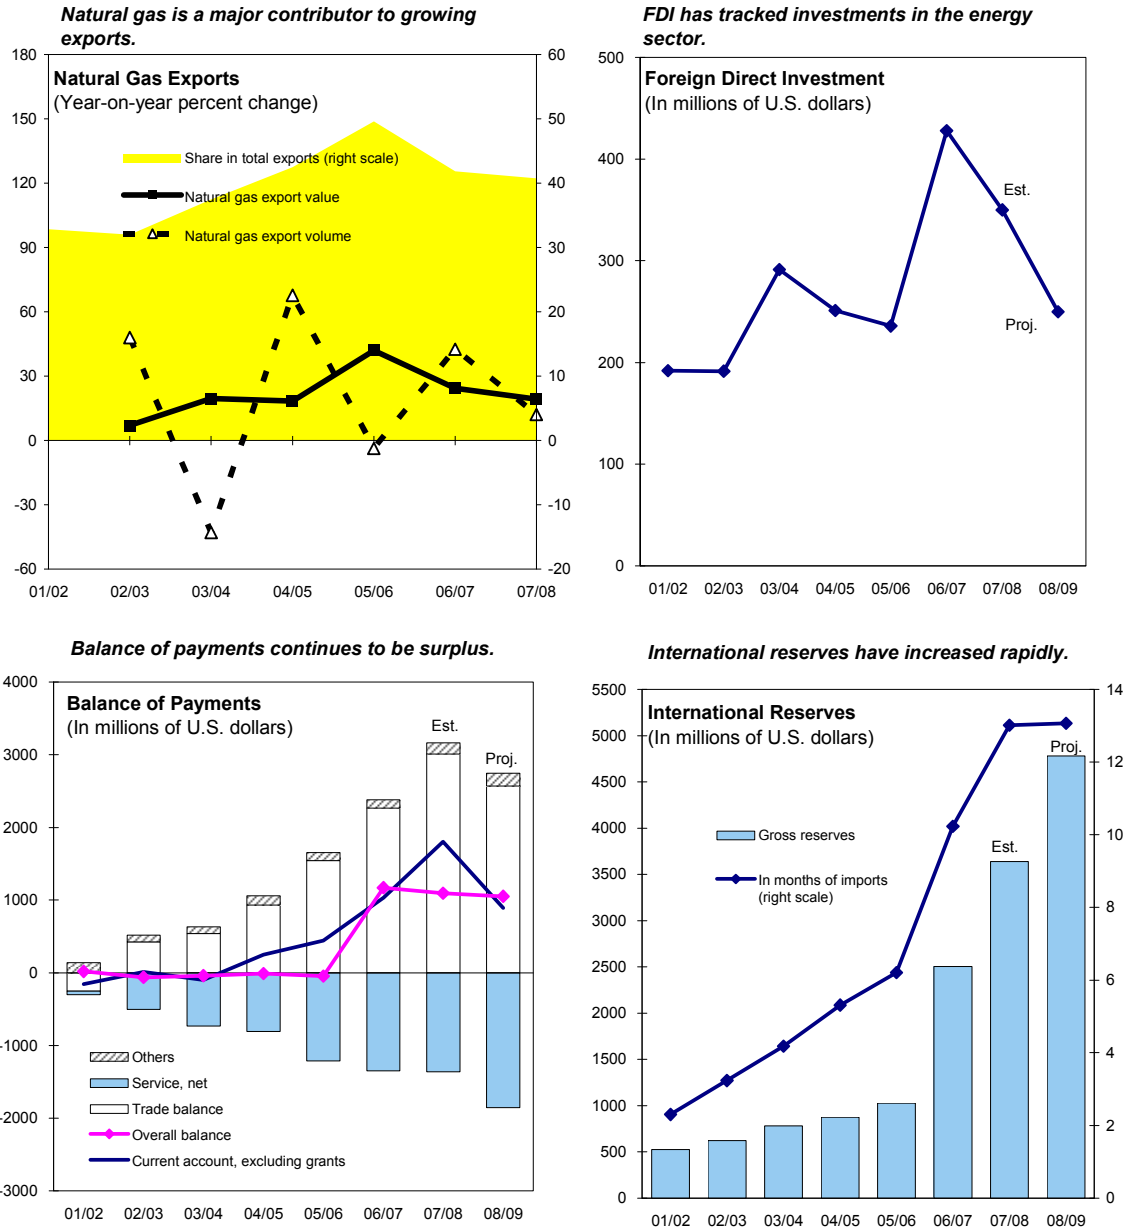 Natural gas is a major contributor to growing
exports.
180
150
120
90
60
30
0
-30
-60
60
50
40
30
20
10
0
-10
-20
Natural Gas Exports
(Year-on-year percent change)
Share in total exports (right scale)
Natural gas export value
Natural gas export volume
01/02 02/03 03/04 04/05 05/06 06/07 07/08
FDI has tracked investments in the energy
sector.
500
400
300
200
100
0
Foreign Direct Investment
(In millions of U.S. dollars)
Est.
Proj.
01/02 02/03 03/04 04/05 05/06 06/07 07/08 08/09
Balance of payments continues to be surplus.
4000
3000
2000
1000
0
-1000
-2000
-3000
Balance of Payments
(In millions of U.S. dollars)
Est.
Proj.
Others
Service, net
Trade balance
Overall balance
Current account, excluding grants
01/02 02/03 03/04 04/05 05/06 06/07 07/08 08/09
International reserves have increased rapidly.
5500
5000
4500
4000
3500
3000
2500
2000
1500
1000
500
0
14
12
10
8
6
4
2
0
International Reserves
(In millions of U.S. dollars)
Proj.
Est.
Gross reserves
In months of imports
(right scale)
01/02 02/03 03/04 04/05 05/06 06/07 07/08 08/09